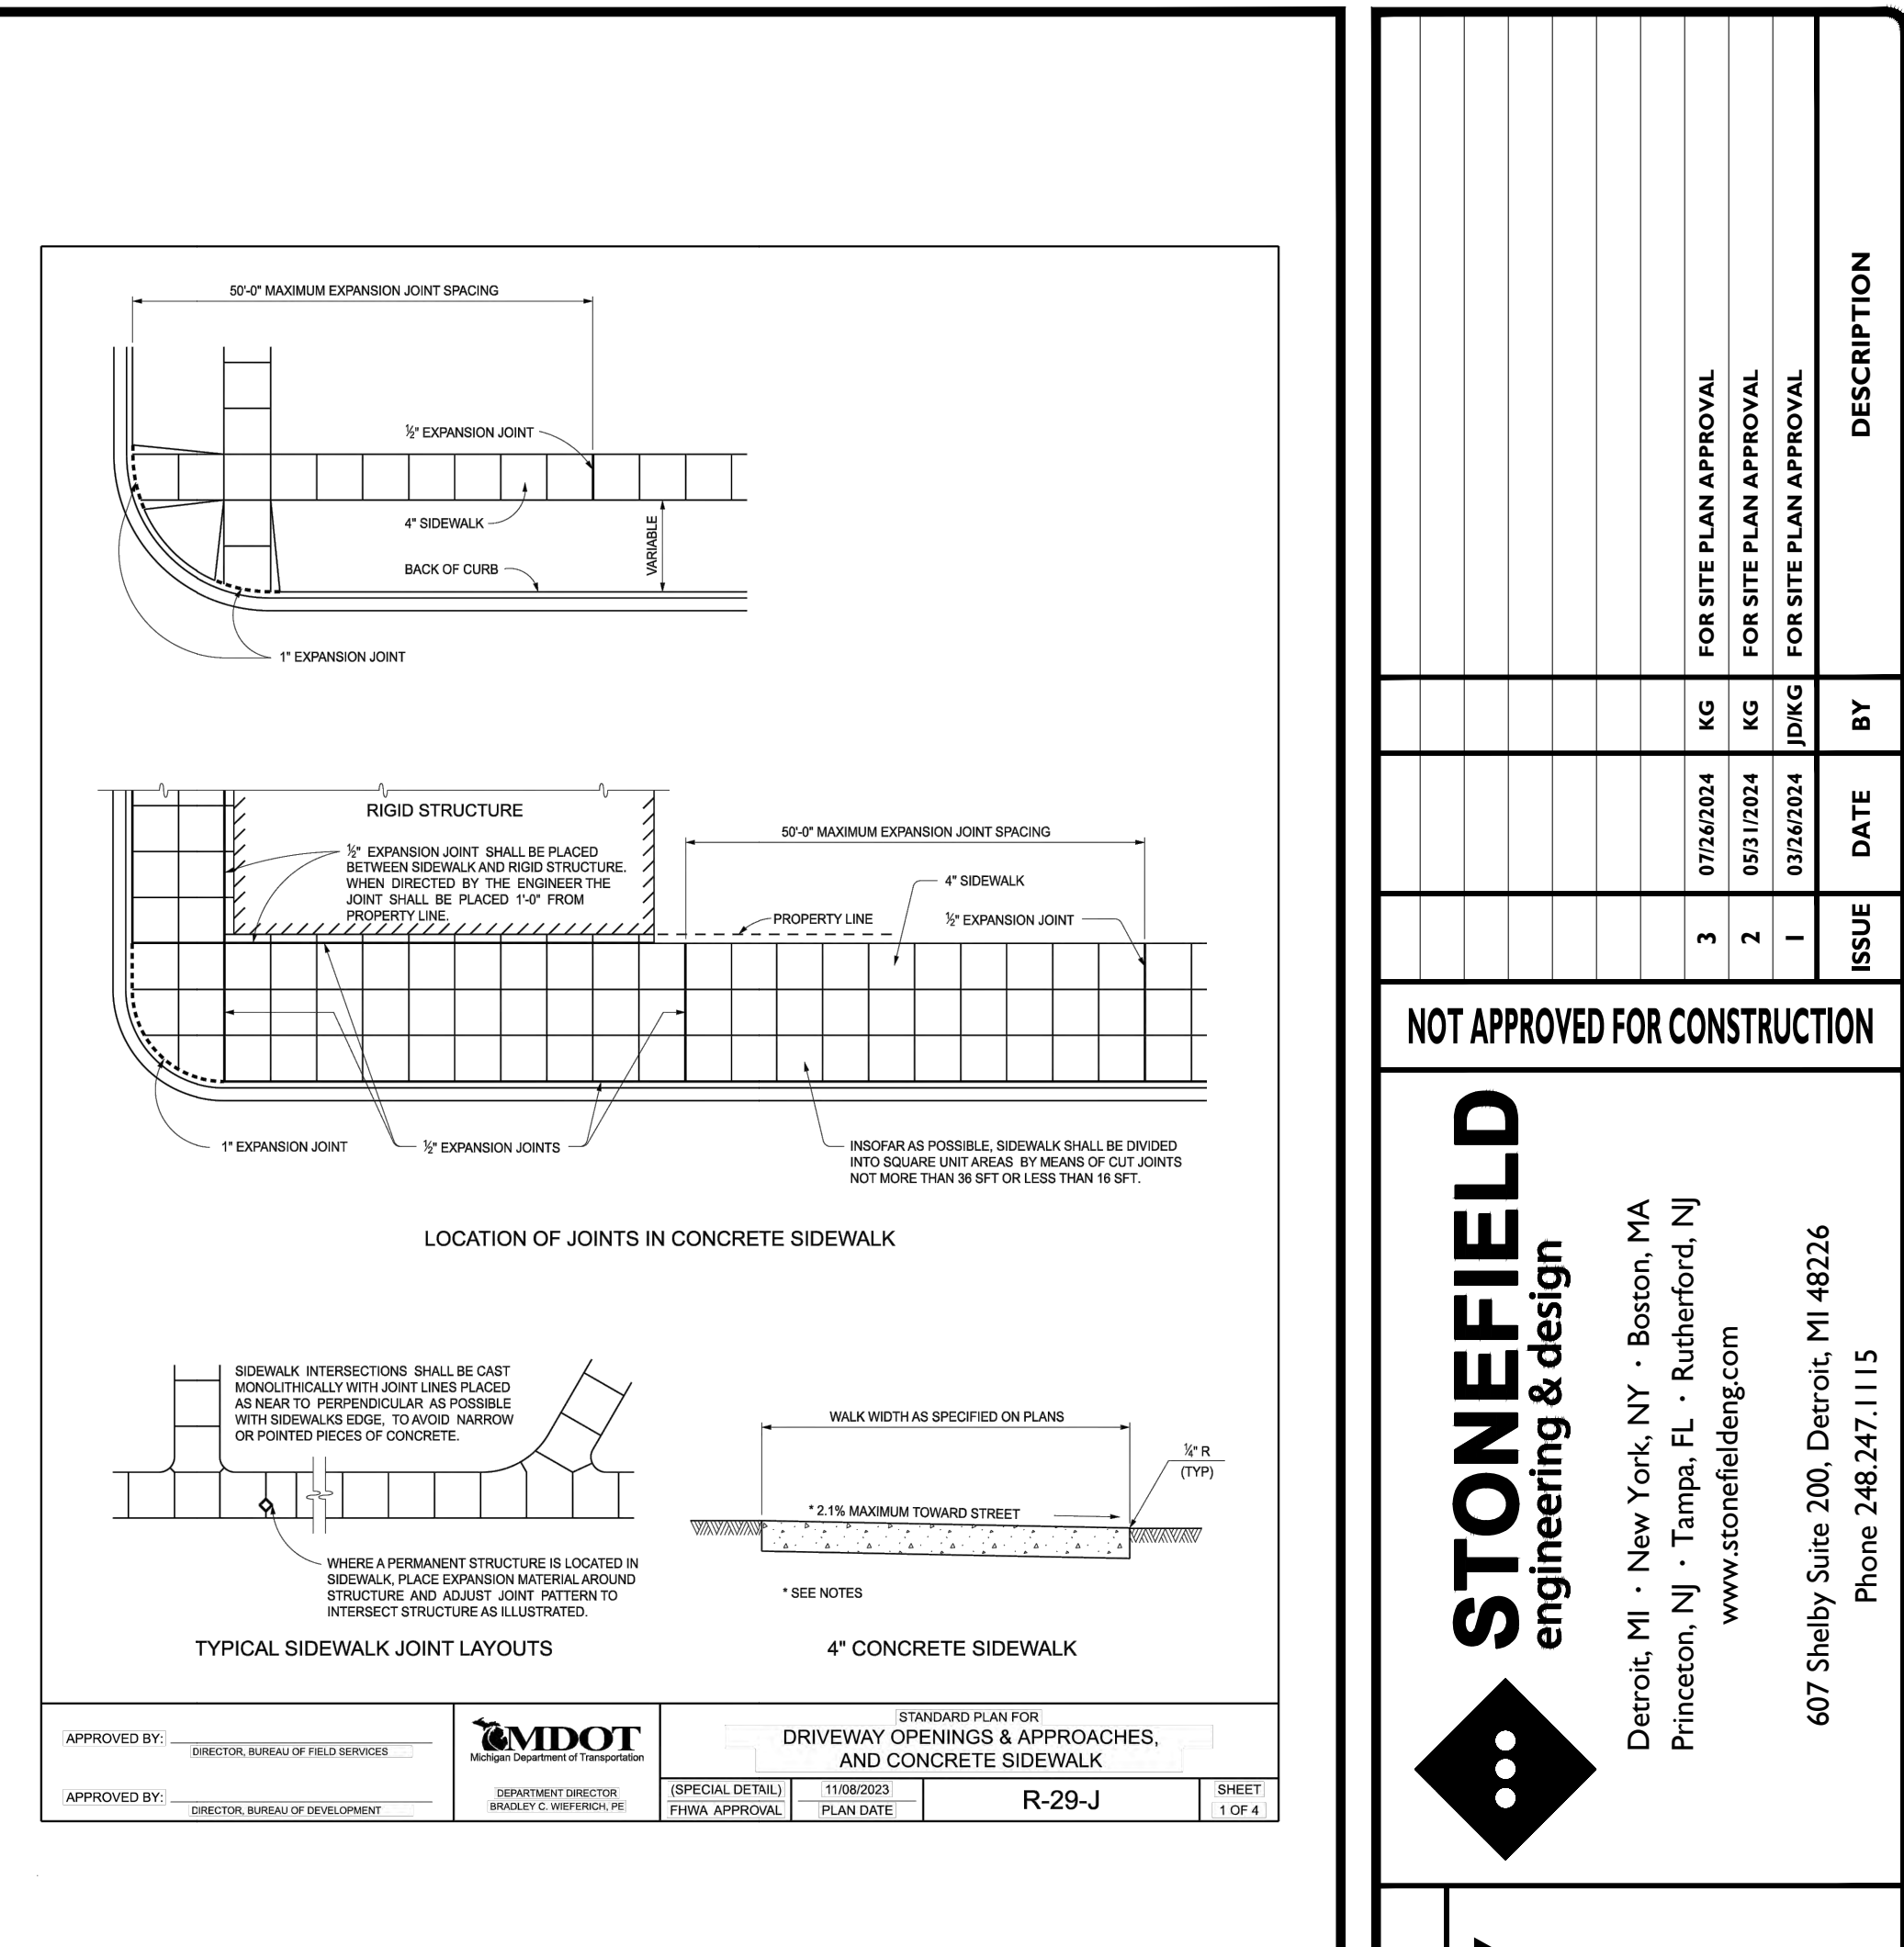 50'-0" MAXIMUM EXPANSION JOINT SPACING
½" EXPANSION JOINT
4" SIDEWALK
VARIABLE
BACK OF CURB
1" EXPANSION JOINT
RIGID STRUCTURE
½" EXPANSION JOINT SHALL BE PLACED
BETWEEN SIDEWALK AND RIGID STRUCTURE.
WHEN DIRECTED BY THE ENGINEER THE
JOINT SHALL BE PLACED 1'-0" FROM
PROPERTY LINE.
50'-0" MAXIMUM EXPANSION JOINT SPACING
4" SIDEWALK
PROPERTY LINE
½" EXPANSION JOINT
1" EXPANSION JOINT
½" EXPANSION JOINTS
INSOFAR AS POSSIBLE, SIDEWALK SHALL BE DIVIDED
INTO SQUARE UNIT AREAS BY MEANS OF CUT JOINTS
NOT MORE THAN 36 SFT OR LESS THAN 16 SFT.
LOCATION OF JOINTS IN CONCRETE SIDEWALK
SIDEWALK INTERSECTIONS SHALL BE CAST
MONOLITHICALLY WITH JOINT LINES PLACED
AS NEAR TO PERPENDICULAR AS POSSIBLE
WITH SIDEWALKS EDGE, TO AVOID NARROW
OR POINTED PIECES OF CONCRETE.
WHERE A PERMANENT STRUCTURE IS LOCATED IN
SIDEWALK, PLACE EXPANSION MATERIAL AROUND
STRUCTURE AND ADJUST JOINT PATTERN TO
INTERSECT STRUCTURE AS ILLUSTRATED.
TYPICAL SIDEWALK JOINT LAYOUTS
WALK WIDTH AS SPECIFIED ON PLANS
¼" R
(TYP)
* 2.1% MAXIMUM TOWARD STREET
* SEE NOTES
4" CONCRETE SIDEWALK
APPROVED BY:
DIRECTOR, BUREAU OF FIELD SERVICES
APPROVED BY:
DIRECTOR, BUREAU OF DEVELOPMENT
MDOT
Michigan Department of Transportation
DEPARTMENT DIRECTOR
BRADLEY C. WIEFERICH, PE
STANDARD PLAN FOR
DRIVEWAY OPENINGS & APPROACHES,
AND CONCRETE SIDEWALK
(SPECIAL DETAIL)
FHWA APPROVAL
11/08/2023
PLAN DATE
R-29-J
SHEET
1 OF 4
3 07/26/2024 KG FOR SITE PLAN APPROVAL
2 05/31/2024 KG FOR SITE PLAN APPROVAL
1 03/26/2024 JD/KG FOR SITE PLAN APPROVAL
ISSUE DATE BY DESCRIPTION
NOT APPROVED FOR CONSTRUCTION
STONEFIELD
engineering & design
Detroit, MI · New York, NY · Boston, MA
Princeton, NJ · Tampa, FL · Rutherford, NJ
www.stonefieldeng.com
607 Shelby Suite 200, Detroit, MI 48226
Phone 248.247.1115